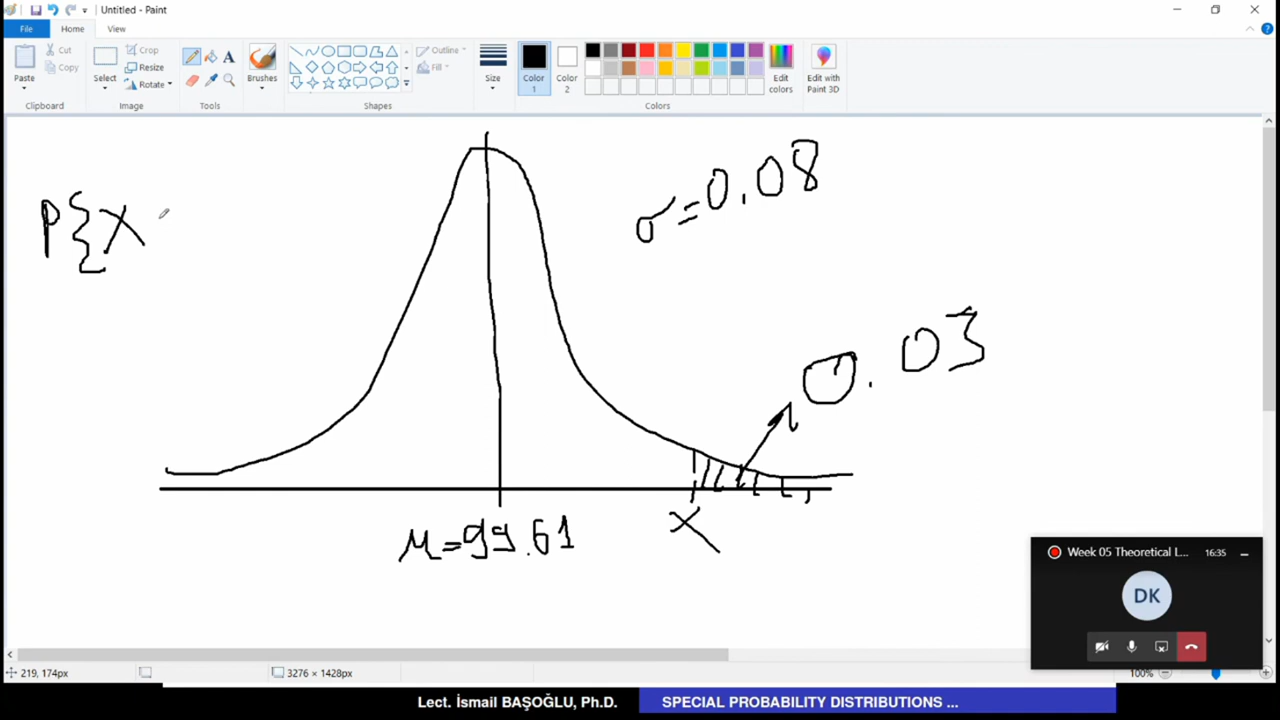 Untitled - Paint
File
Home
View
Paste
Cut
Copy
Clipboard
Select
Crop
Resize
Rotate
Image
Tools
Brushes
Outline
Fill
Shapes
Size
Color 1
Color 2
Edit colors
Colors
Edit with Paint 3D
P{X
σ=0.08
0.03
μ=99.61
X
Week 05 Theoretical L...
16:35
DK
219, 174px
3276 × 1428px
100%
Lect. İsmail BAŞOĞLU, Ph.D.
SPECIAL PROBABILITY DISTRIBUTIONS ...